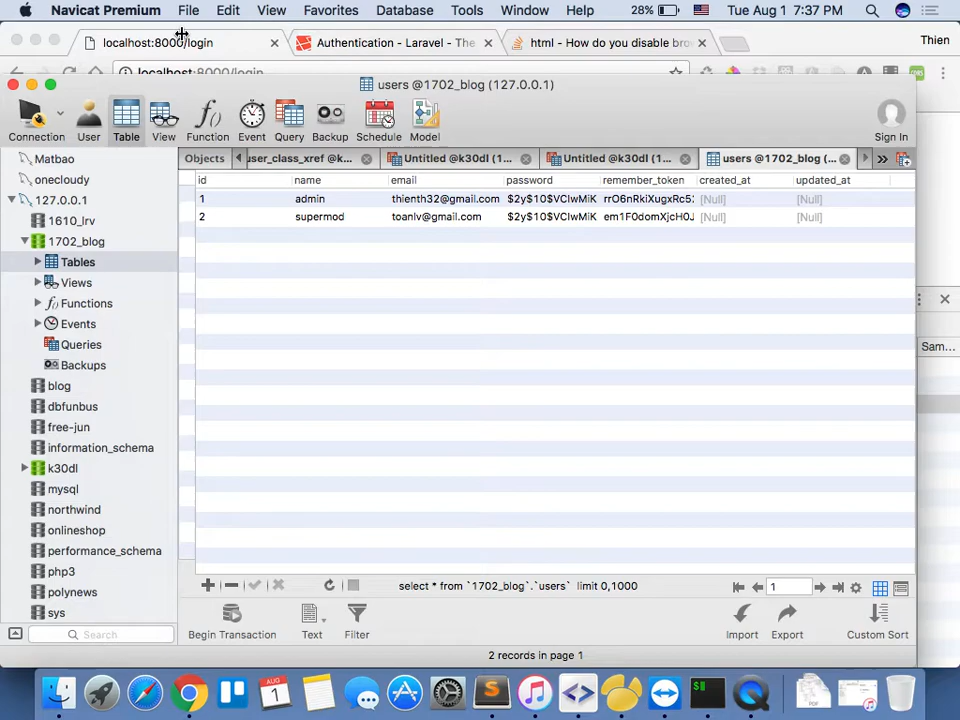 Navicat Premium File Edit View Favorites Database Tools Window Help 28% Tue Aug 1 7:37 PM
localhost:8000/login Authentication - Laravel - The html - How do you disable bro Thien
localhost:8000/login
users @1702_blog (127.0.0.1)
Connection User Table View Function Event Query Backup Schedule Model Sign In
Objects user_class_xref @k... Untitled @k30dl (1... Untitled @k30dl (1... users @1702_blog (...
id name email password remember_token created_at updated_at
1 admin thienth32@gmail.com $2y$10$VClwMiK rrO6nRkiXugxRc5 [Null] [Null]
2 supermod toanlv@gmail.com $2y$10$VClwMiK em1F0domXjcH0J [Null] [Null]
Matbao
onecloudy
127.0.0.1
1610_lrv
1702_blog
Tables
Views
Functions
Events
Queries
Backups
blog
dbfunbus
free-jun
information_schema
k30dl
mysql
northwind
onlineshop
performance_schema
php3
polynews
sys
Sam...
select * from `1702_blog`.`users` limit 0,1000 1
Begin Transaction Text Filter Import Export Custom Sort
Search
2 records in page 1
AUG
1